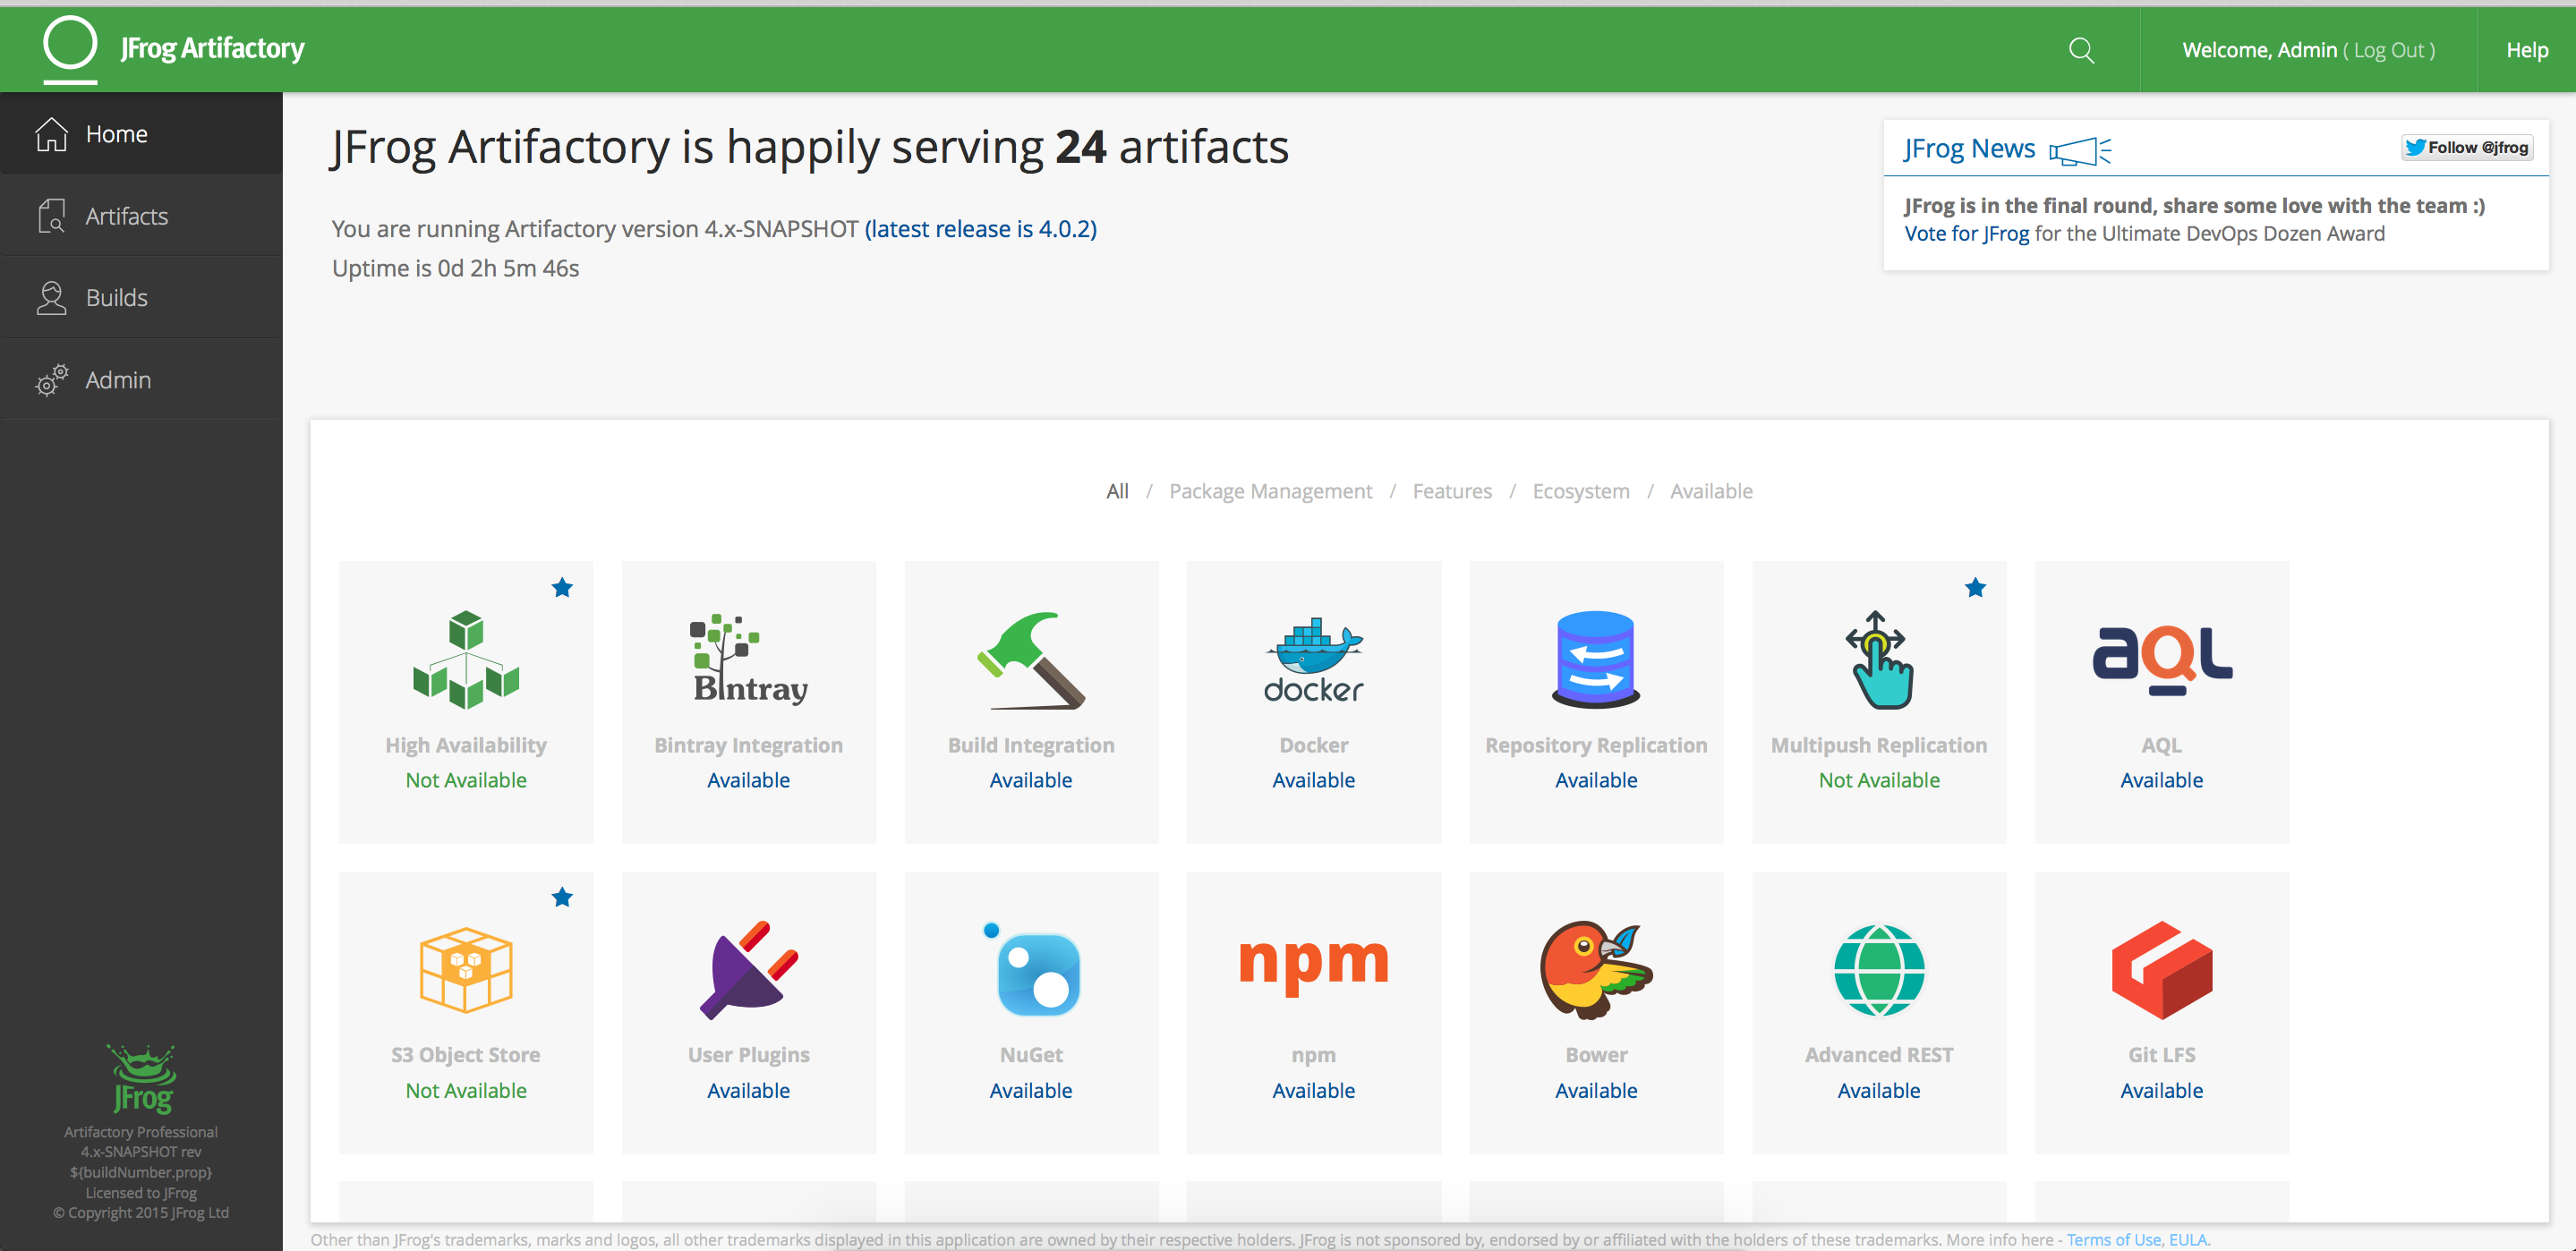 JFrog Artifactory
Welcome, Admin ( Log Out )
Help
Home
Artifacts
Builds
Admin
JFrog Artifactory is happily serving 24 artifacts
You are running Artifactory version 4.x-SNAPSHOT (latest release is 4.0.2)
Uptime is 0d 2h 5m 46s
JFrog News
Follow @jfrog
JFrog is in the final round, share some love with the team :)
Vote for JFrog for the Ultimate DevOps Dozen Award
All / Package Management / Features / Ecosystem / Available
High Availability
Not Available
Bintray
Bintray Integration
Available
Build Integration
Available
docker
Docker
Available
Repository Replication
Available
Multipush Replication
Not Available
aQL
AQL
Available
S3 Object Store
Not Available
User Plugins
Available
NuGet
Available
npm
npm
Available
Bower
Available
Advanced REST
Available
Git LFS
Available
JFrog
Artifactory Professional
4.x-SNAPSHOT rev
${buildNumber.prop}
Licensed to JFrog
© Copyright 2015 JFrog Ltd
Other than JFrog's trademarks, marks and logos, all other trademarks displayed in this application are owned by their respective holders. JFrog is not sponsored by, endorsed by or affiliated with the holders of these trademarks. More info here - Terms of Use, EULA.